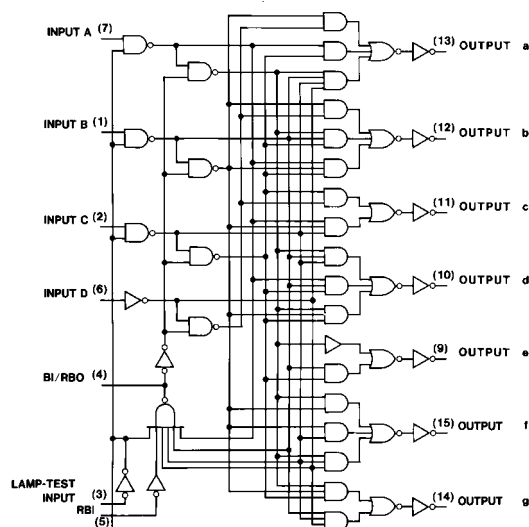 INPUT A (7)
(13) OUTPUT a
INPUT B (1)
(12) OUTPUT b
INPUT C (2)
(11) OUTPUT c
INPUT D (6)
(10) OUTPUT d
(9) OUTPUT e
BI/RBO (4)
(15) OUTPUT f
LAMP-TEST
INPUT
(3)
RBI
(5)
(14) OUTPUT g